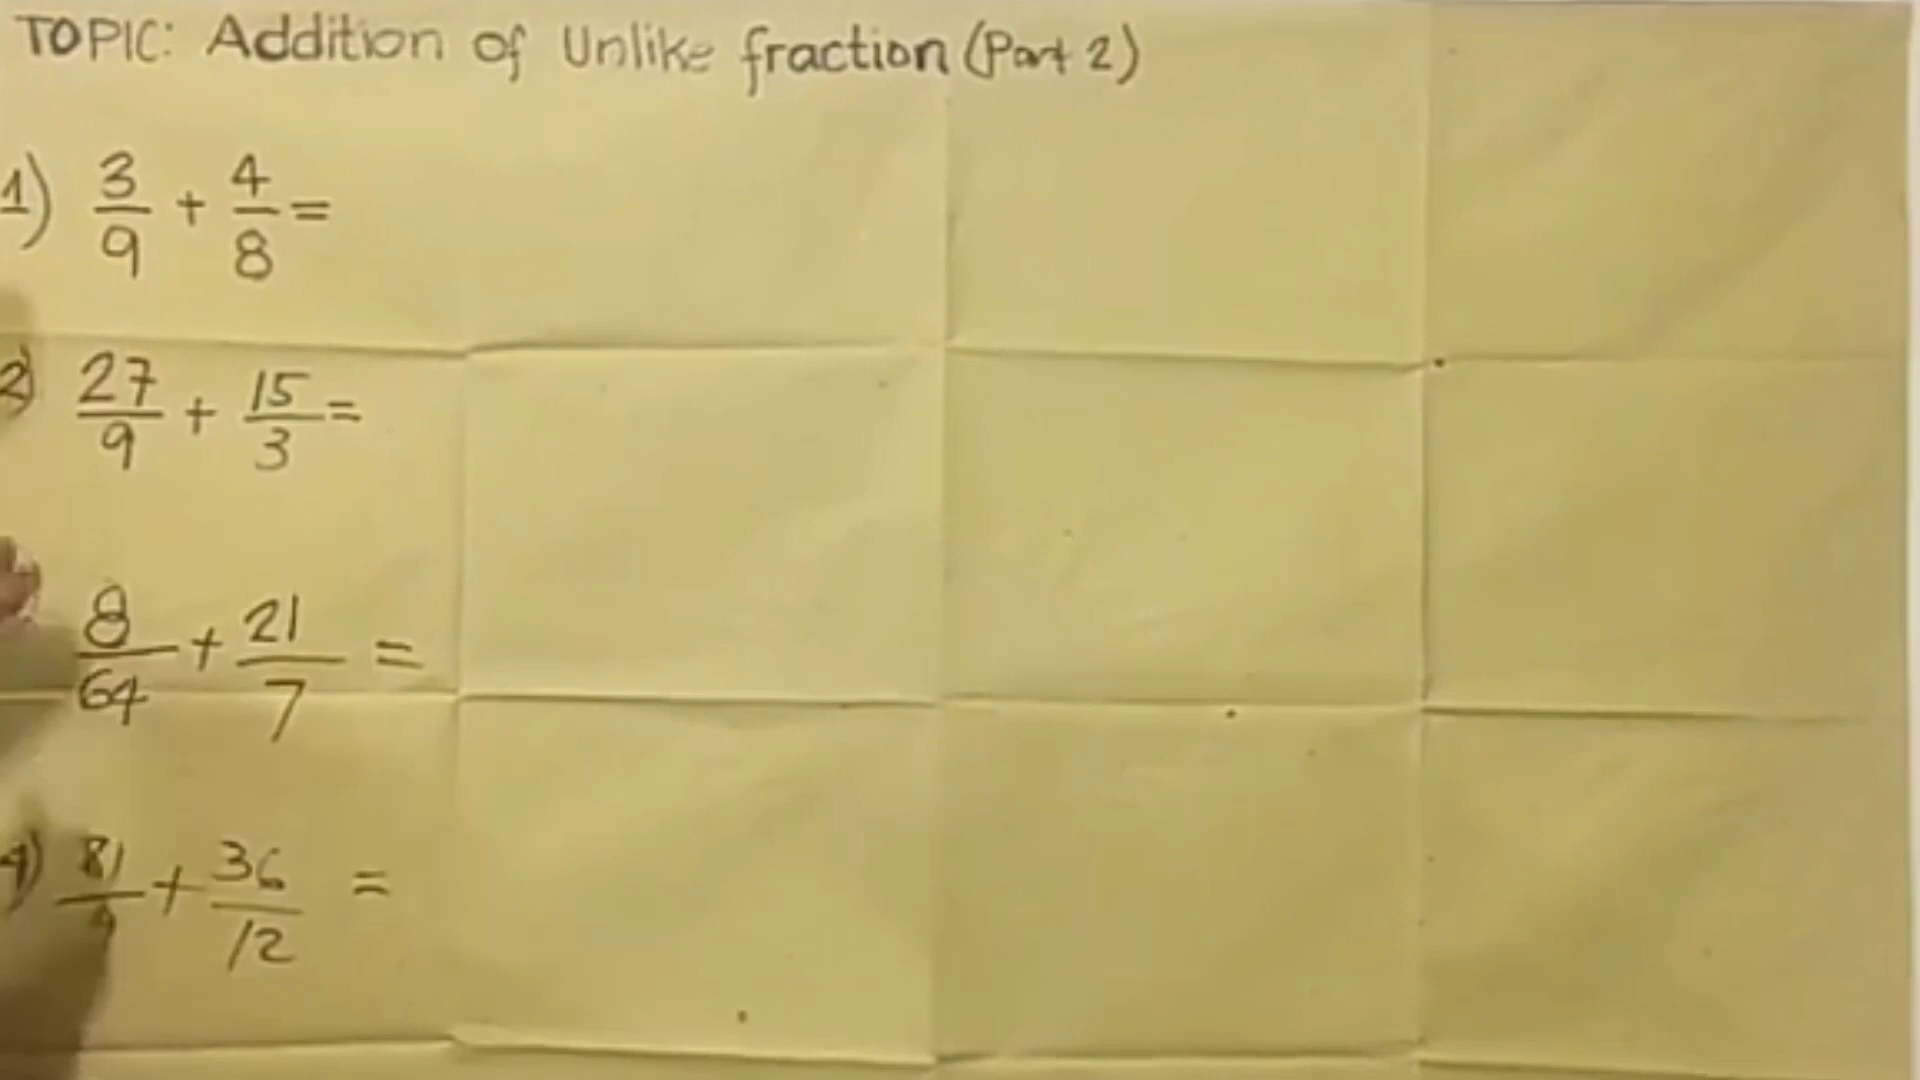 TOPIC: Addition of Unlike fraction (Part 2)
1) 3/9 + 4/8 =
2) 27/9 + 15/3 =
8/64 + 21/7 =
4) 81/9 + 36/12 =